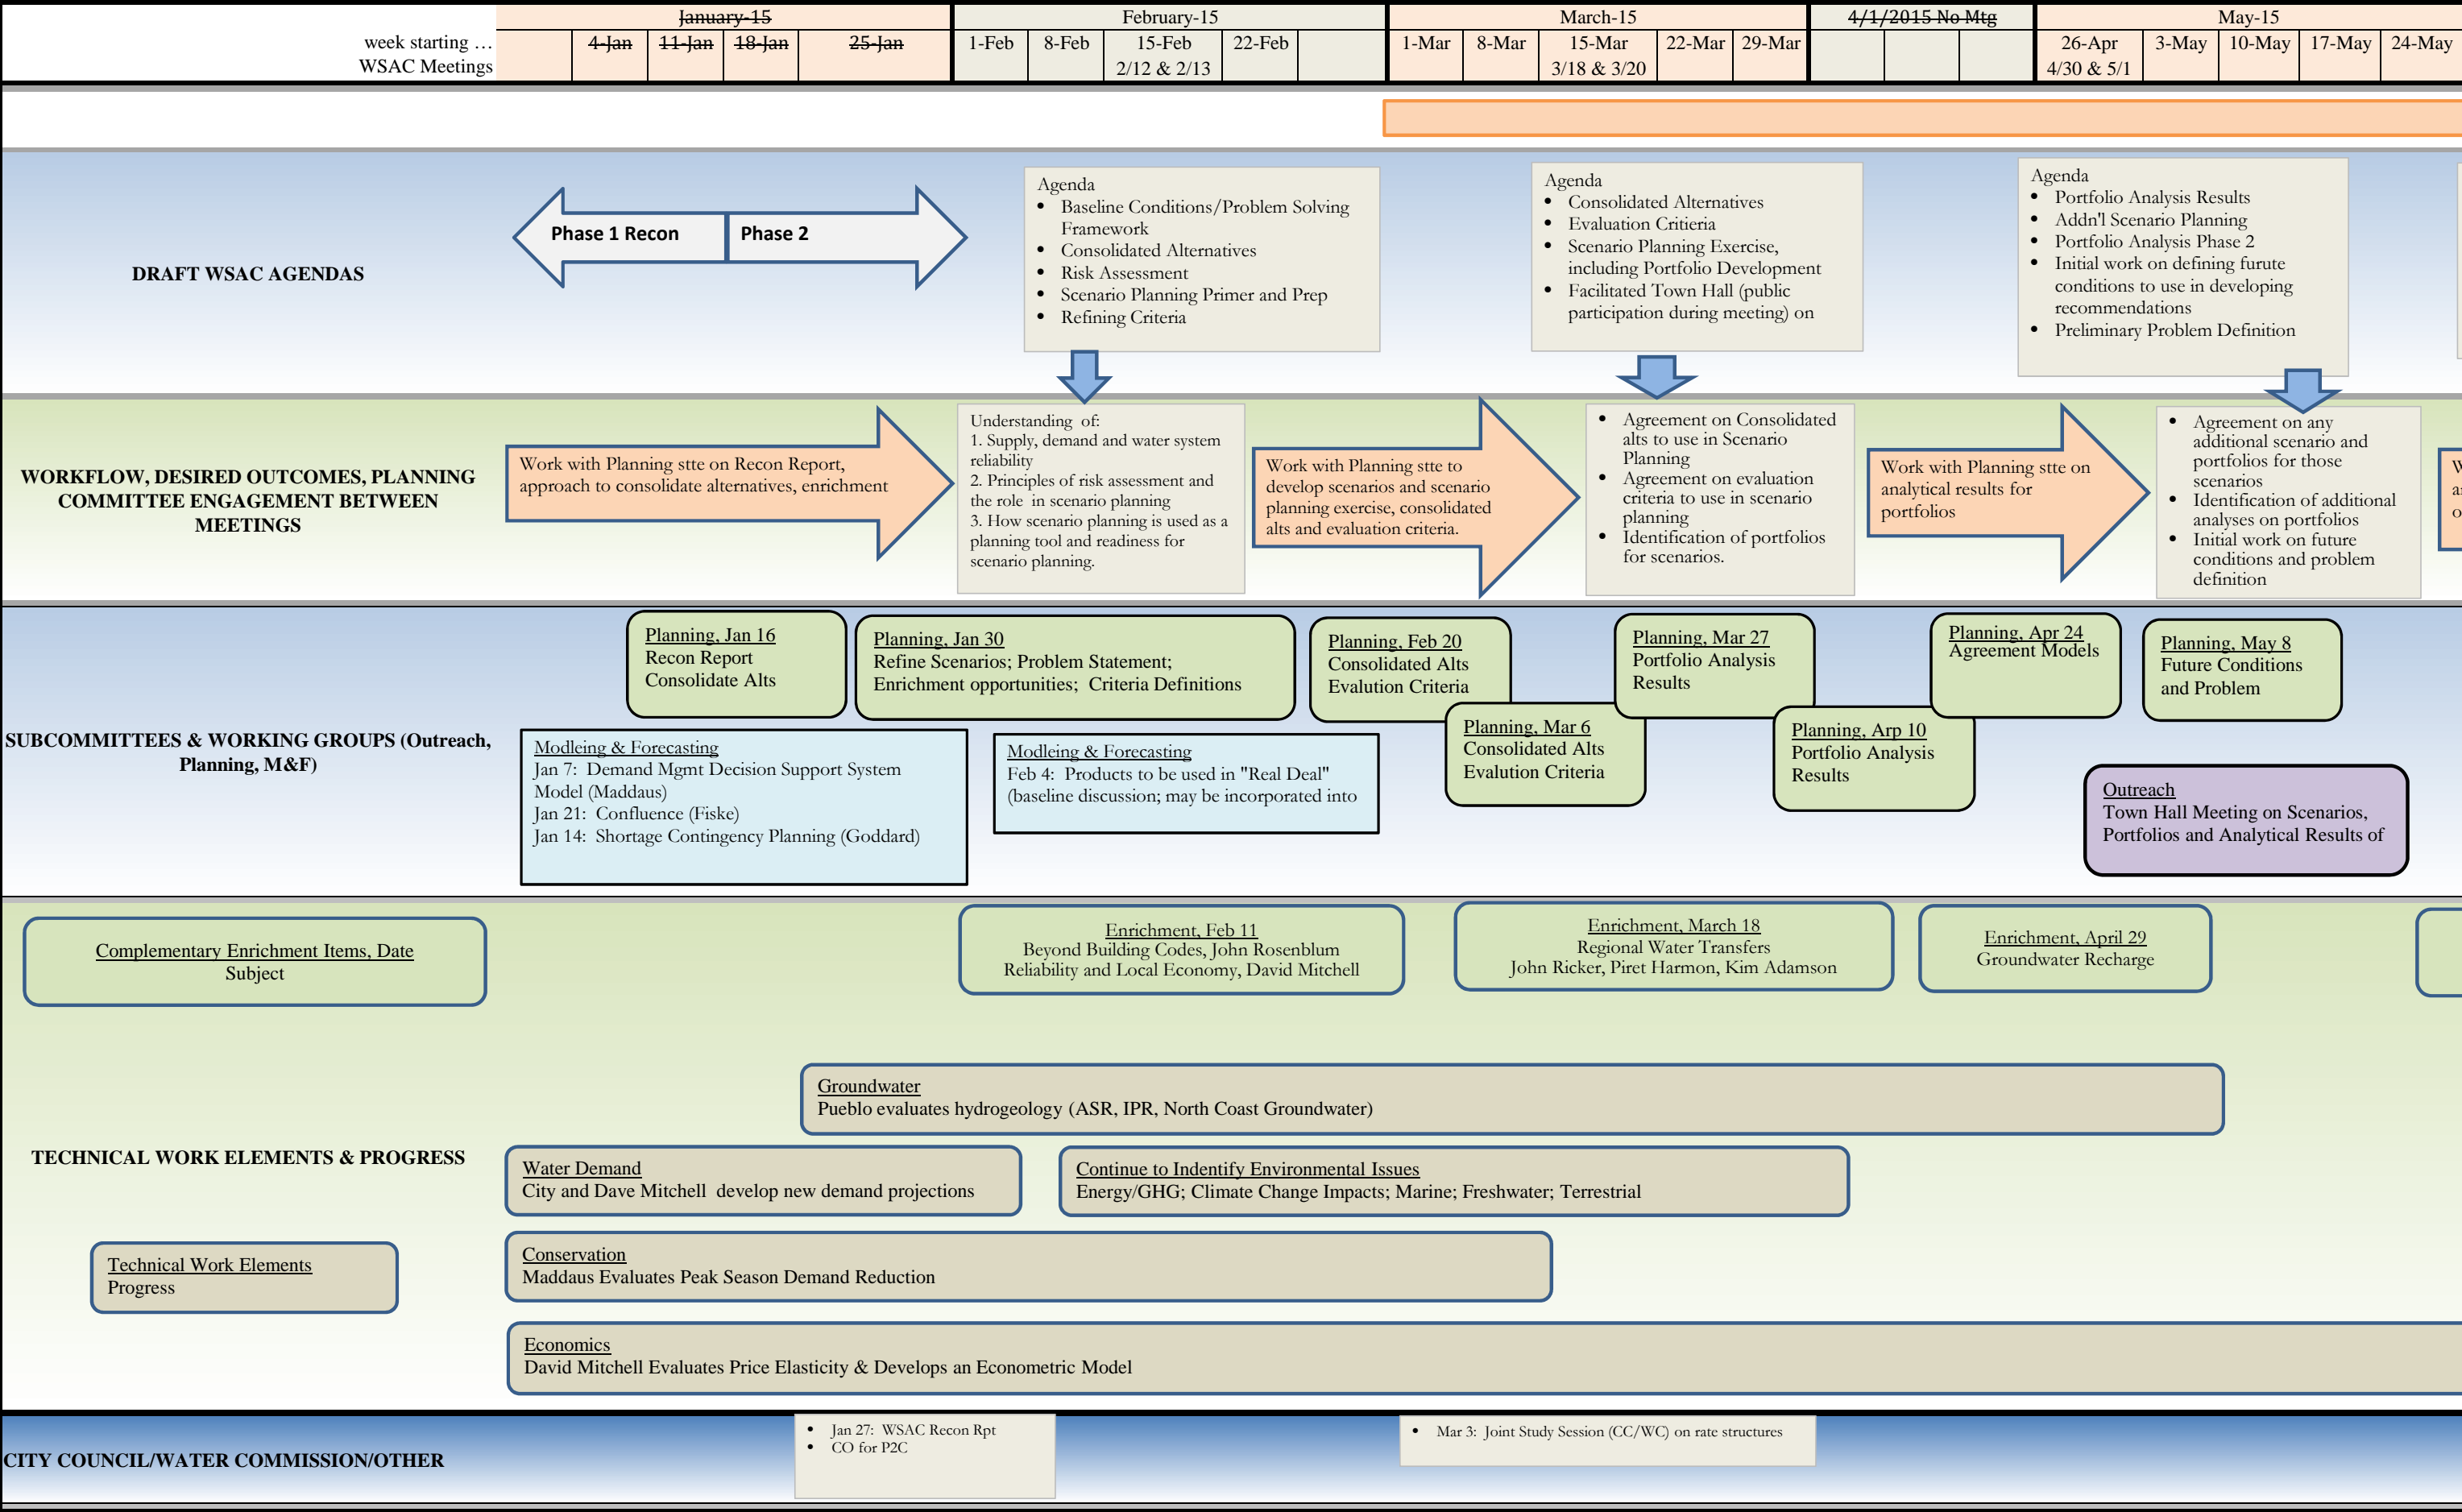 January-15 February-15 March-15 4/1/2015 No Mtg May-15
week starting … 4-Jan 11-Jan 18-Jan 25-Jan 1-Feb 8-Feb 15-Feb 22-Feb 1-Mar 8-Mar 15-Mar 22-Mar 29-Mar 26-Apr 3-May 10-May 17-May 24-May
WSAC Meetings 2/12 & 2/13 3/18 & 3/20 4/30 & 5/1
DRAFT WSAC AGENDAS
Phase 1 Recon
Phase 2
Agenda
• Baseline Conditions/Problem Solving
Framework
• Consolidated Alternatives
• Risk Assessment
• Scenario Planning Primer and Prep
• Refining Criteria
Agenda
• Consolidated Alternatives
• Evaluation Critieria
• Scenario Planning Exercise,
including Portfolio Development
• Facilitated Town Hall (public
participation during meeting) on
Agenda
• Portfolio Analysis Results
• Addn'l Scenario Planning
• Portfolio Analysis Phase 2
• Initial work on defining furute
conditions to use in developing
recommendations
• Preliminary Problem Definition
WORKFLOW, DESIRED OUTCOMES, PLANNING
COMMITTEE ENGAGEMENT BETWEEN
MEETINGS
Work with Planning stte on Recon Report,
approach to consolidate alternatives, enrichment
Understanding of:
1. Supply, demand and water system
reliability
2. Principles of risk assessment and
the role in scenario planning
3. How scenario planning is used as a
planning tool and readiness for
scenario planning.
Work with Planning stte to
develop scenarios and scenario
planning exercise, consolidated
alts and evaluation criteria.
• Agreement on Consolidated
alts to use in Scenario
Planning
• Agreement on evaluation
criteria to use in scenario
planning
• Identification of portfolios
for scenarios.
Work with Planning stte on
analytical results for
portfolios
• Agreement on any
additional scenario and
portfolios for those
scenarios
• Identification of additional
analyses on portfolios
• Initial work on future
conditions and problem
definition
SUBCOMMITTEES & WORKING GROUPS (Outreach,
Planning, M&F)
Planning, Jan 16
Recon Report
Consolidate Alts
Planning, Jan 30
Refine Scenarios; Problem Statement;
Enrichment opportunities; Criteria Definitions
Planning, Feb 20
Consolidated Alts
Evalution Criteria
Planning, Mar 6
Consolidated Alts
Evalution Criteria
Planning, Mar 27
Portfolio Analysis
Results
Planning, Arp 10
Portfolio Analysis
Results
Planning, Apr 24
Agreement Models
Planning, May 8
Future Conditions
and Problem
Modleing & Forecasting
Jan 7: Demand Mgmt Decision Support System
Model (Maddaus)
Jan 21: Confluence (Fiske)
Jan 14: Shortage Contingency Planning (Goddard)
Modleing & Forecasting
Feb 4: Products to be used in "Real Deal"
(baseline discussion; may be incorporated into
Outreach
Town Hall Meeting on Scenarios,
Portfolios and Analytical Results of
Complementary Enrichment Items, Date
Subject
Enrichment, Feb 11
Beyond Building Codes, John Rosenblum
Reliability and Local Economy, David Mitchell
Enrichment, March 18
Regional Water Transfers
John Ricker, Piret Harmon, Kim Adamson
Enrichment, April 29
Groundwater Recharge
TECHNICAL WORK ELEMENTS & PROGRESS
Technical Work Elements
Progress
Groundwater
Pueblo evaluates hydrogeology (ASR, IPR, North Coast Groundwater)
Water Demand
City and Dave Mitchell develop new demand projections
Continue to Indentify Environmental Issues
Energy/GHG; Climate Change Impacts; Marine; Freshwater; Terrestrial
Conservation
Maddaus Evaluates Peak Season Demand Reduction
Economics
David Mitchell Evaluates Price Elasticity & Develops an Econometric Model
CITY COUNCIL/WATER COMMISSION/OTHER
• Jan 27: WSAC Recon Rpt
• CO for P2C
• Mar 3: Joint Study Session (CC/WC) on rate structures